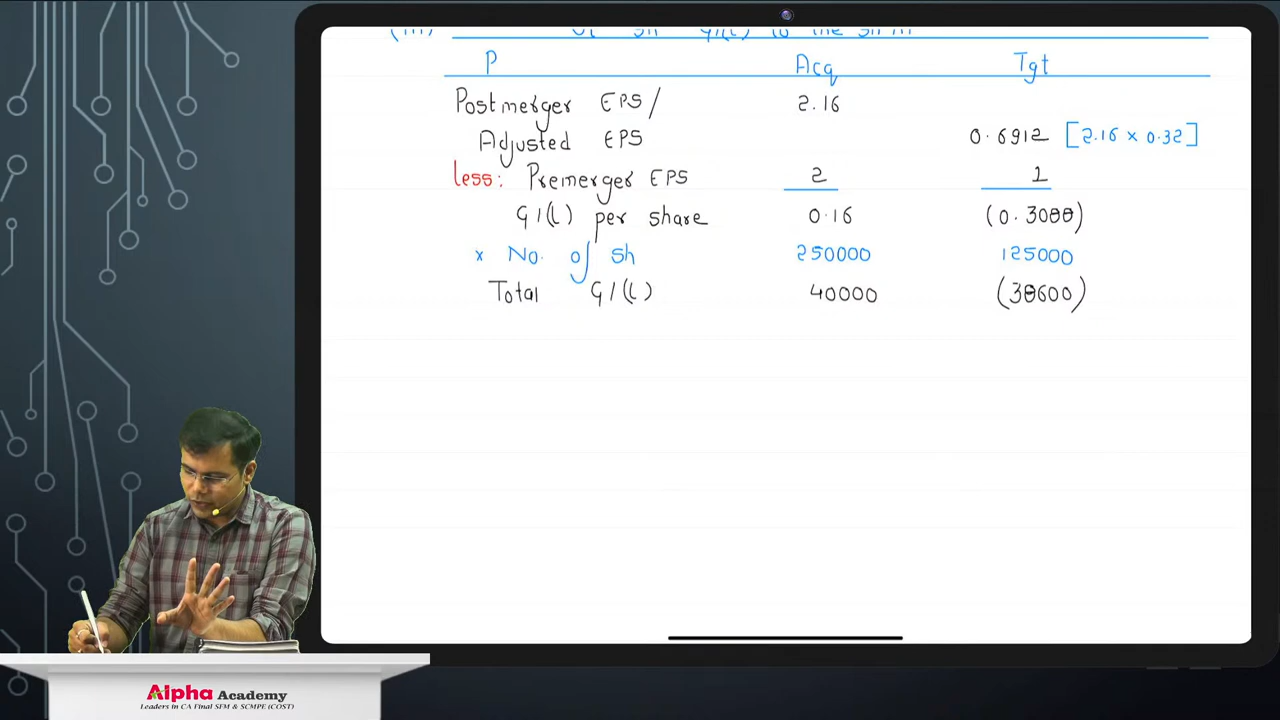 to the
P Acq Tgt
Postmerger EPS/ 2.16
Adjusted EPS 0.6912 [2.16 × 0.32]
less: Premerger EPS 2 1
G/(L) per share 0.16 (0.3088)
x No. of Sh 250000 125000
Total G/(L) 40000 (38600)
Alpha Academy
Leaders in CA Final SFM & SCMPE (COST)